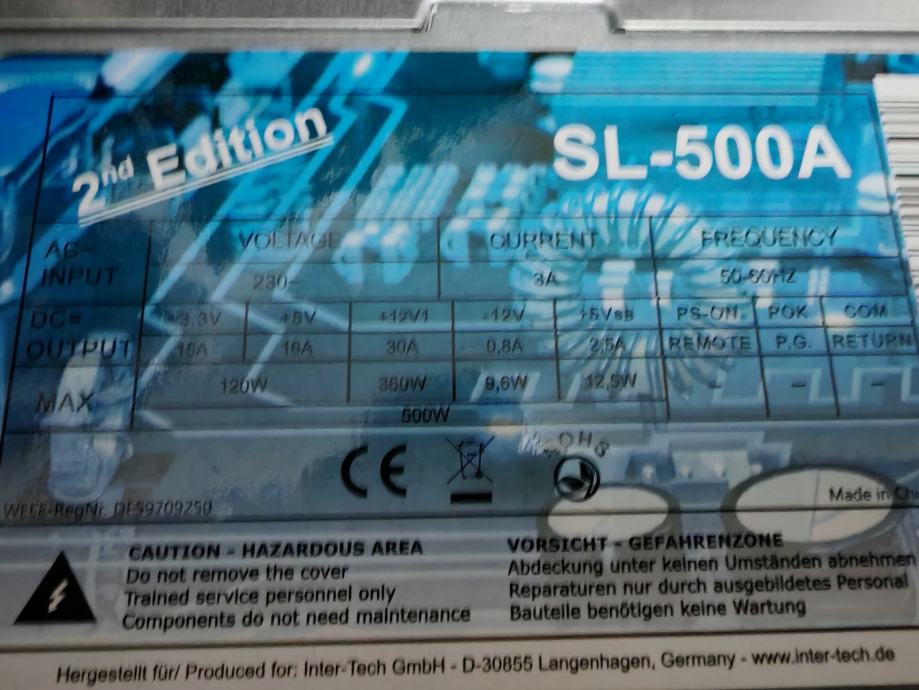 2nd Edition
SL-500A
AC~ VOLTAGE CURRENT FREQUENCY
INPUT 230~ 3A 50-60HZ
DC= +3.3V +5V +12V1 -12V +5VSB PS-ON. POK COM
OUTPUT 16A 16A 30A 0,8A 2,5A REMOTE P.G. RETURN
MAX 120W 360W 9,6W 12,5W – – –
500W
CE RoHS
WEEE-RegNr. DE59709250
Made in
CAUTION - HAZARDOUS AREA
Do not remove the cover
Trained service personnel only
Components do not need maintenance
VORSICHT - GEFAHRENZONE
Abdeckung unter keinen Umständen abnehmen
Reparaturen nur durch ausgebildetes Personal
Bauteile benötigen keine Wartung
Hergestellt für/ Produced for: Inter-Tech GmbH - D-30855 Langenhagen, Germany - www.inter-tech.de